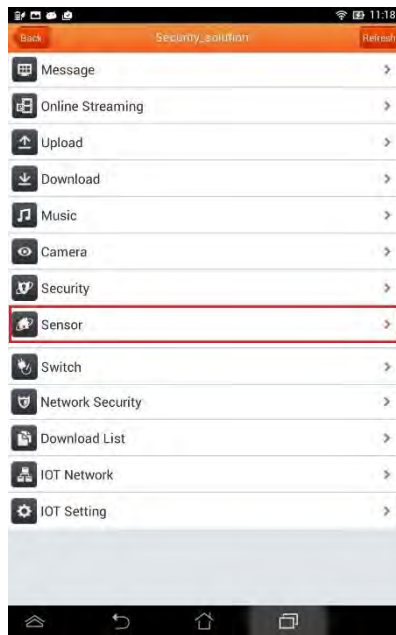 11:18
Back Security_solution Refresh
Message
Online Streaming
Upload
Download
Music
Camera
Security
Sensor
Switch
Network Security
Download List
IOT Network
IOT Setting